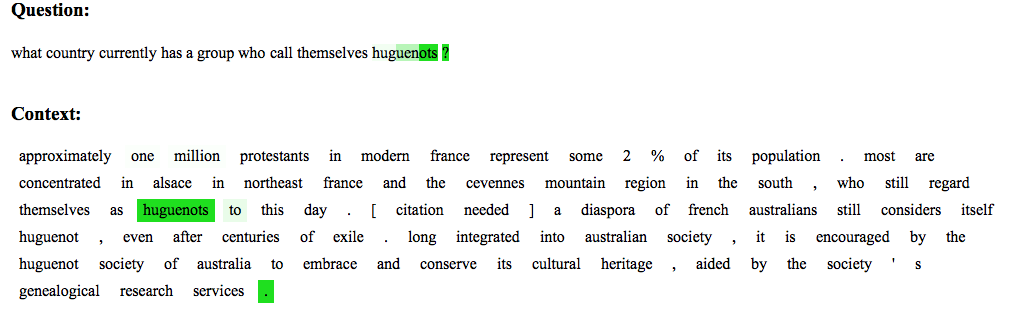 Question:
what country currently has a group who call themselves huguenots ?
Context:
approximately one million protestants in modern france represent some 2 % of its population . most are
concentrated in alsace in northeast france and the cevennes mountain region in the south , who still regard
themselves as huguenots to this day . [ citation needed ] a diaspora of french australians still considers itself
huguenot , even after centuries of exile . long integrated into australian society , it is encouraged by the
huguenot society of australia to embrace and conserve its cultural heritage , aided by the society ' s
genealogical research services .